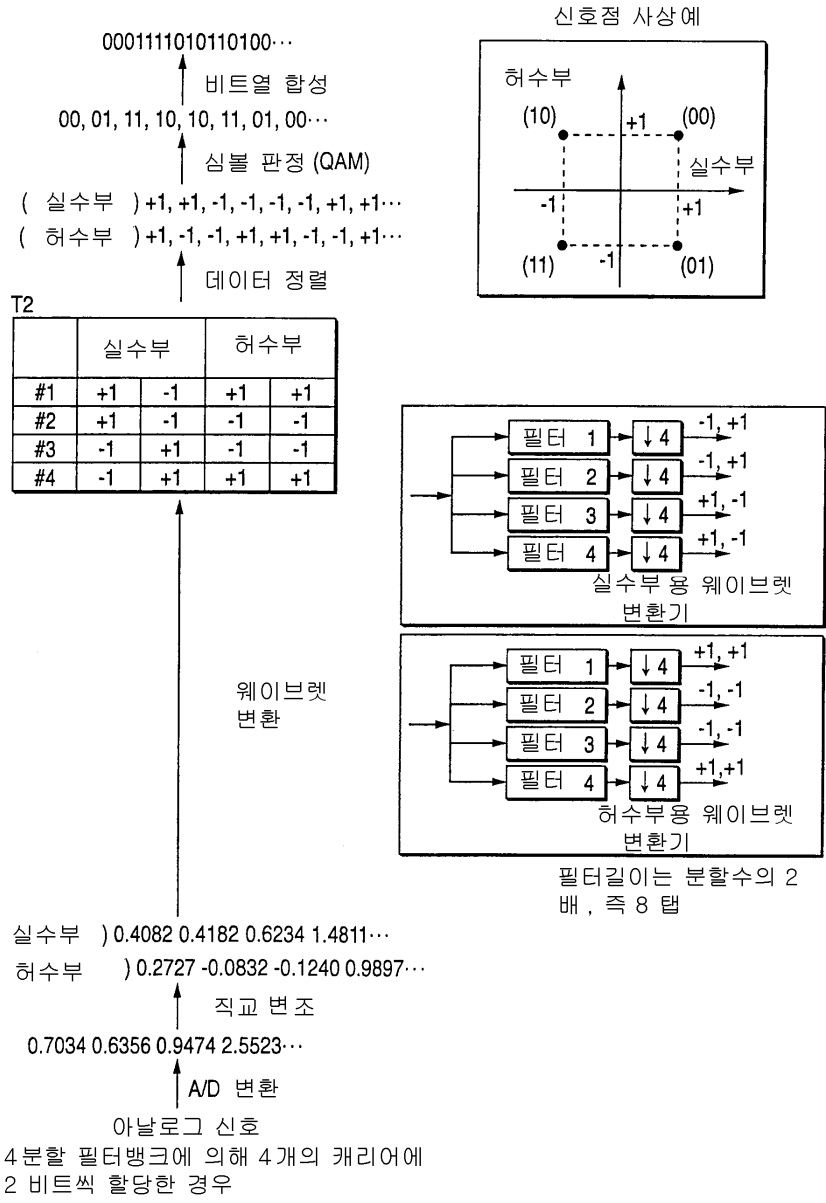 신호점 사상예
0001111010110100···
비트열 합성
00, 01, 11, 10, 10, 11, 01, 00···
심볼 판정 (QAM)
( 실수부 ) +1, +1, -1, -1, -1, -1, +1, +1···
( 허수부 ) +1, -1, -1, +1, +1, -1, -1, +1···
데이터 정렬
허수부
(10) +1 (00)
실수부
-1 +1
(11) -1 (01)
T2
실수부 허수부
#1 +1 -1 +1 +1
#2 +1 -1 -1 -1
#3 -1 +1 -1 -1
#4 -1 +1 +1 +1
필터 1 ↓4 -1, +1
필터 2 ↓4 -1, +1
필터 3 ↓4 +1, -1
필터 4 ↓4 +1, -1
실수부용 웨이브렛
변환기
필터 1 ↓4 +1, +1
필터 2 ↓4 -1, -1
필터 3 ↓4 -1, -1
필터 4 ↓4 +1,+1
허수부용 웨이브렛
변환기
필터길이는 분할수의 2
배, 즉 8 탭
웨이브렛
변환
실수부 ) 0.4082 0.4182 0.6234 1.4811···
허수부 ) 0.2727 -0.0832 -0.1240 0.9897···
직교 변조
0.7034 0.6356 0.9474 2.5523···
A/D 변환
아날로그 신호
4분할 필터뱅크에 의해 4개의 캐리어에
2 비트씩 할당한 경우